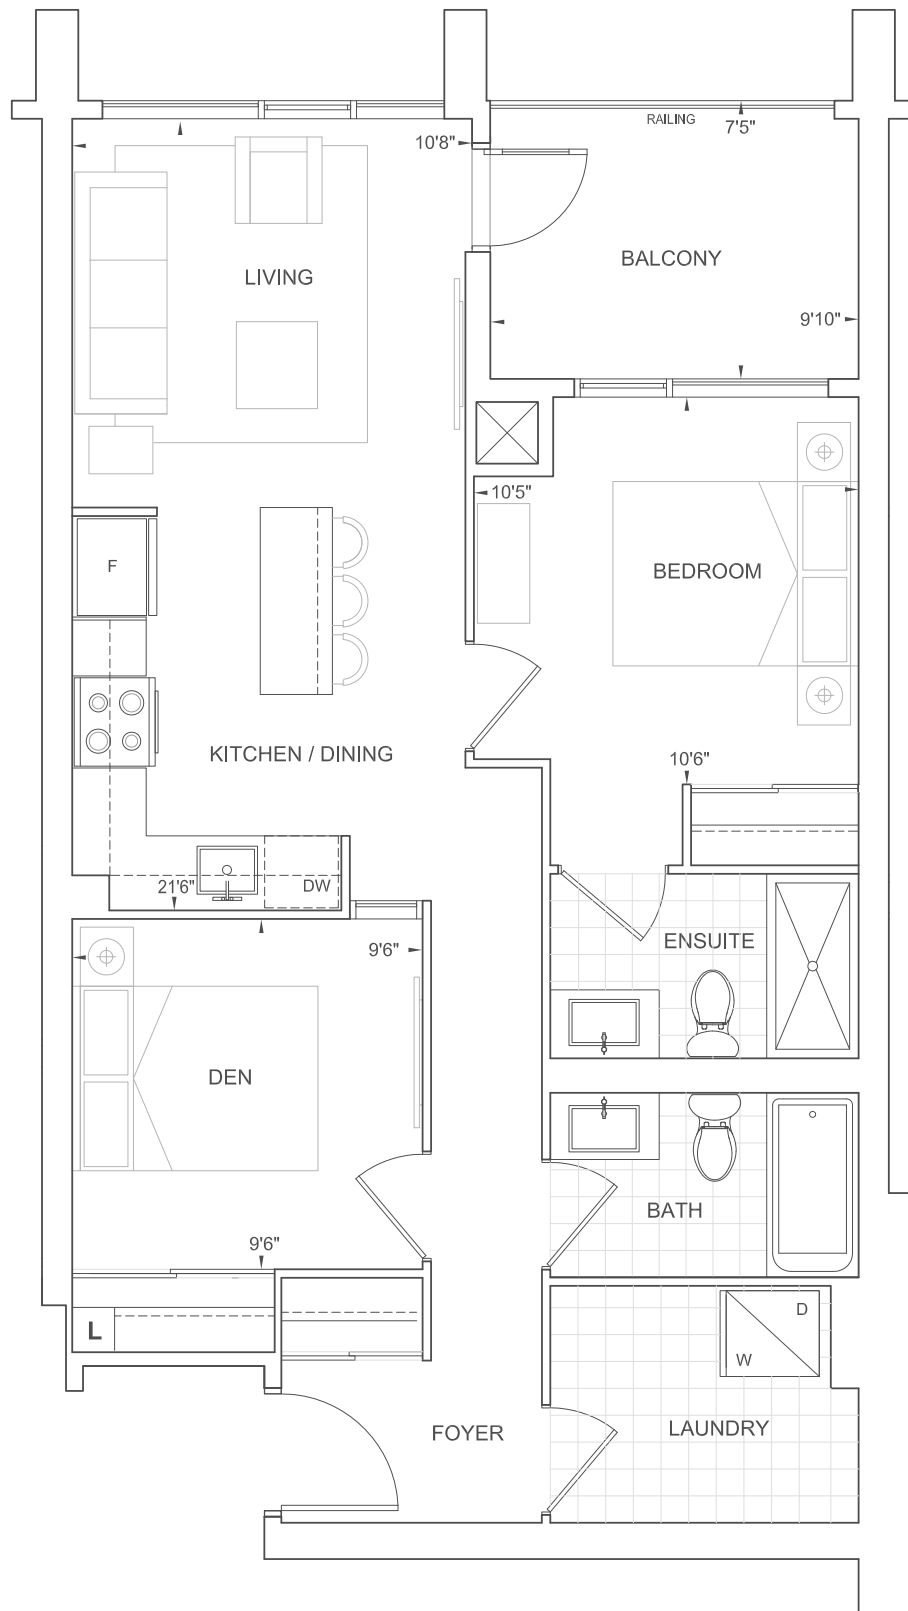 RAILING
7'5"
10'8"
BALCONY
LIVING
9'10"
10'5"
F
BEDROOM
KITCHEN / DINING
10'6"
21'6"
DW
9'6"
ENSUITE
DEN
BATH
9'6"
D
L
W
FOYER
LAUNDRY